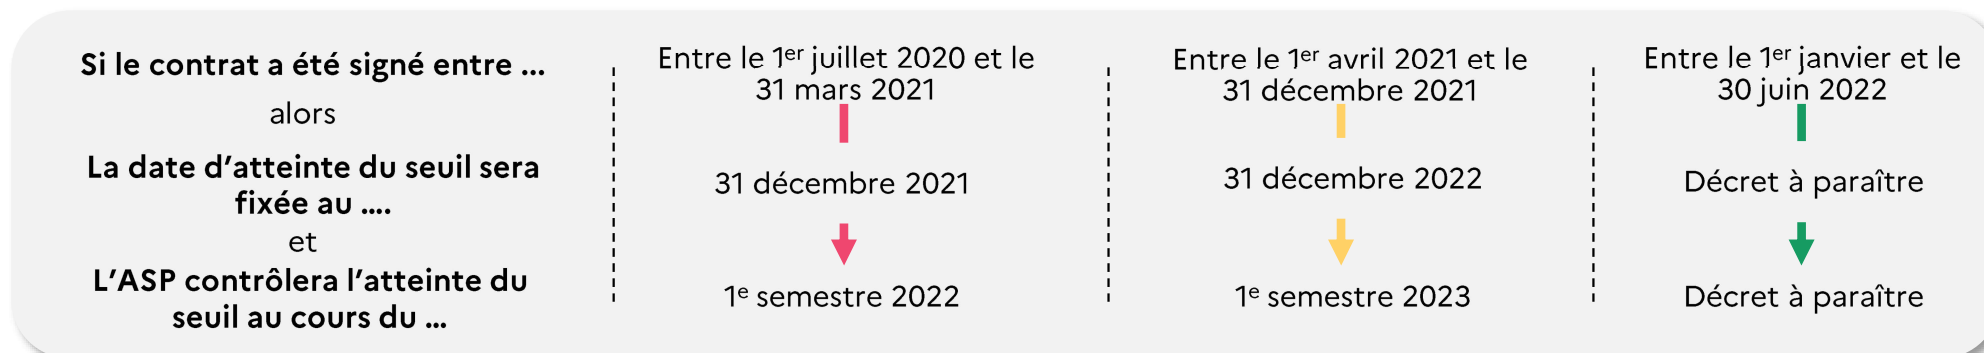 Si le contrat a été signé entre ...
alors
La date d’atteinte du seuil sera
fixée au ....
et
L’ASP contrôlera l’atteinte du
seuil au cours du ...
Entre le 1er juillet 2020 et le
31 mars 2021
31 décembre 2021
1e semestre 2022
Entre le 1er avril 2021 et le
31 décembre 2021
31 décembre 2022
1e semestre 2023
Entre le 1er janvier et le
30 juin 2022
Décret à paraître
Décret à paraître